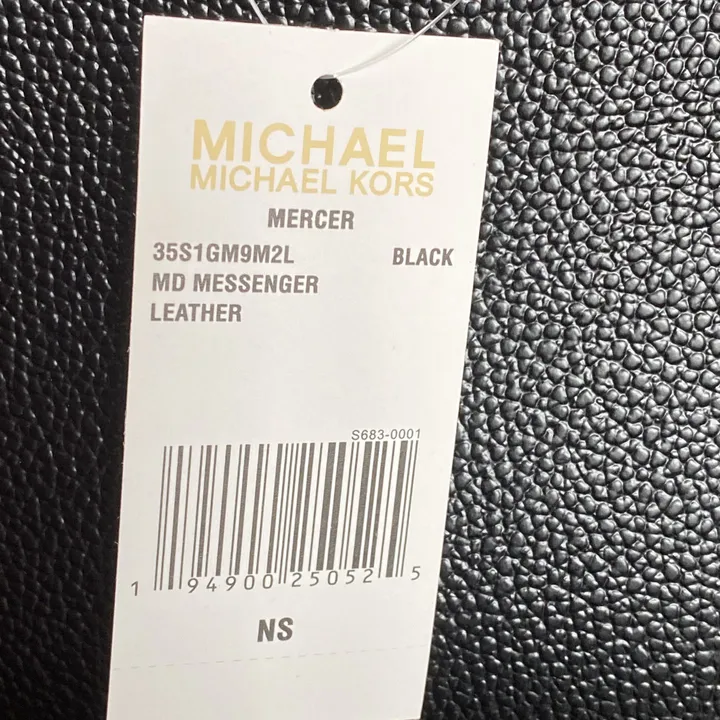 MICHAEL
MICHAEL KORS
MERCER
35S1GM9M2L BLACK
MD MESSENGER
LEATHER
S683-0001
1 94900 25052 5
NS